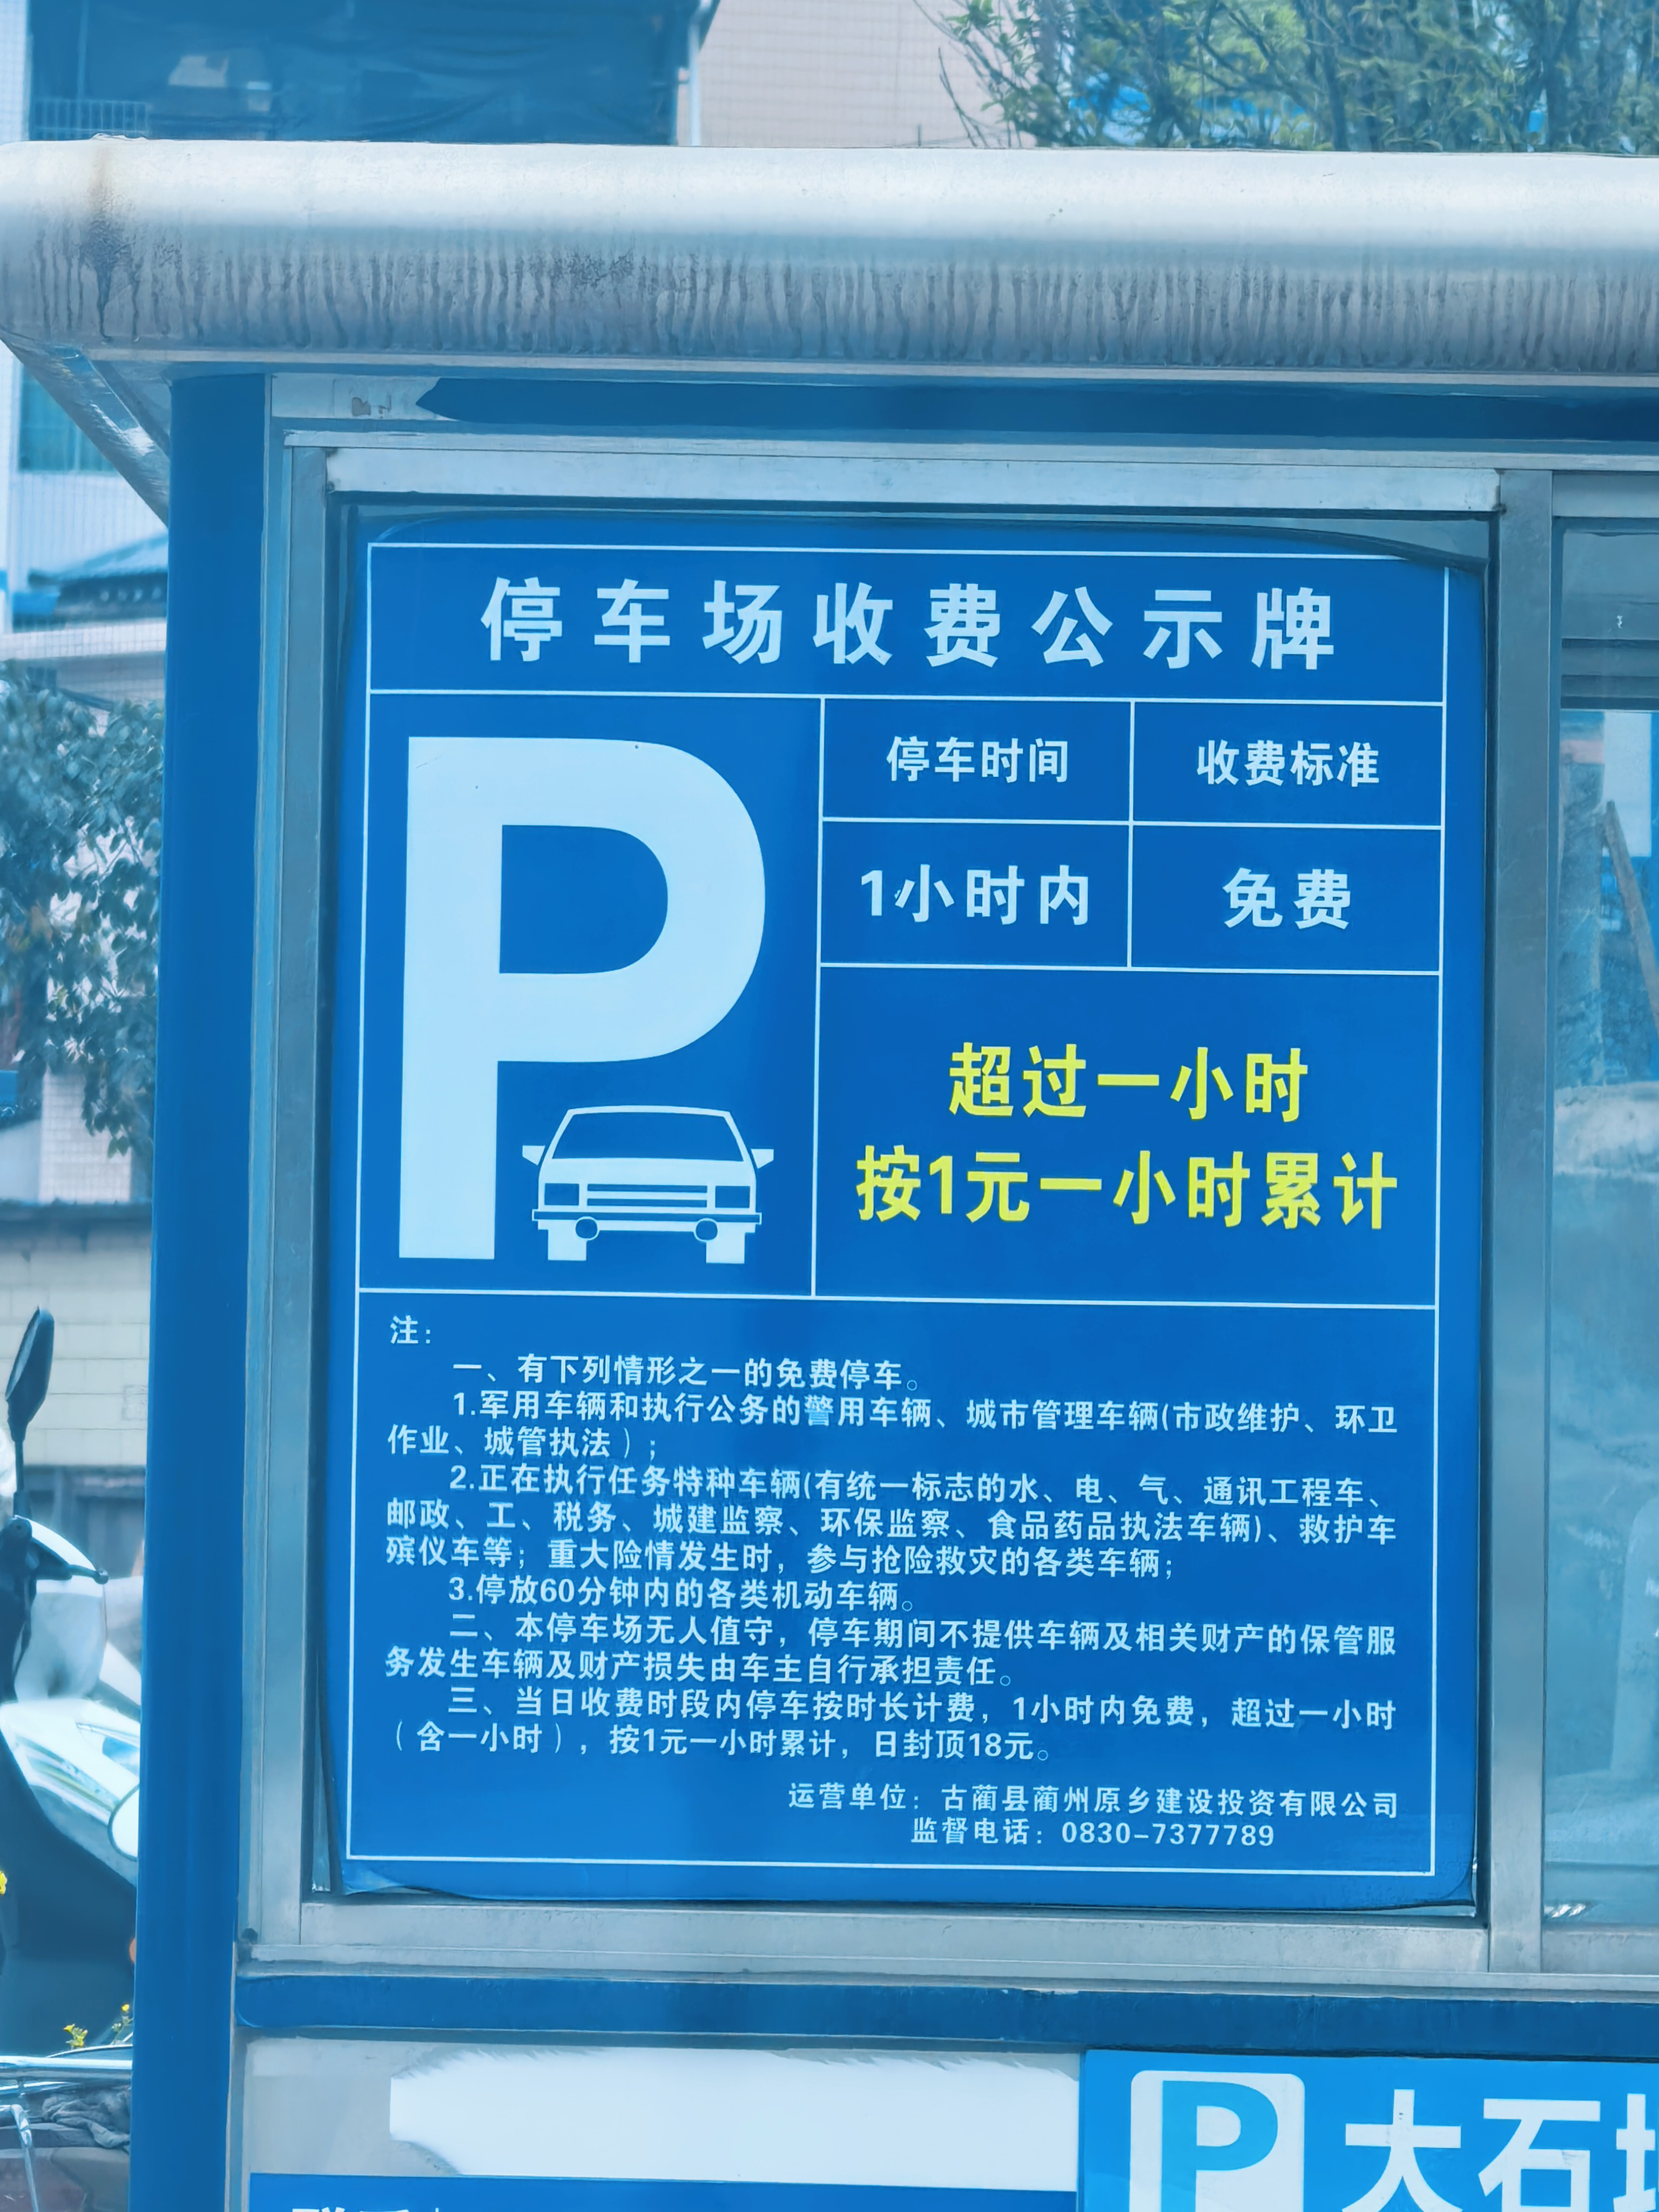 停车场收费公示牌
P
停车时间 收费标准
1小时内 免费
超过一小时
按1元一小时累计
注：
一、有下列情形之一的免费停车。
1.军用车辆和执行公务的警用车辆、城市管理车辆(市政维护、环卫
作业、城管执法）；
2.正在执行任务特种车辆(有统一标志的水、电、气、通讯工程车、
邮政、工、税务、城建监察、环保监察、食品药品执法车辆)、救护车
殡仪车等；重大险情发生时，参与抢险救灾的各类车辆；
3.停放60分钟内的各类机动车辆。
二、本停车场无人值守，停车期间不提供车辆及相关财产的保管服
务发生车辆及财产损失由车主自行承担责任。
三、当日收费时段内停车按时长计费，1小时内免费，超过一小时
（含一小时），按1元一小时累计，日封顶18元。
运营单位：古蔺县蔺州原乡建设投资有限公司
监督电话：0830-7377789
P 大石